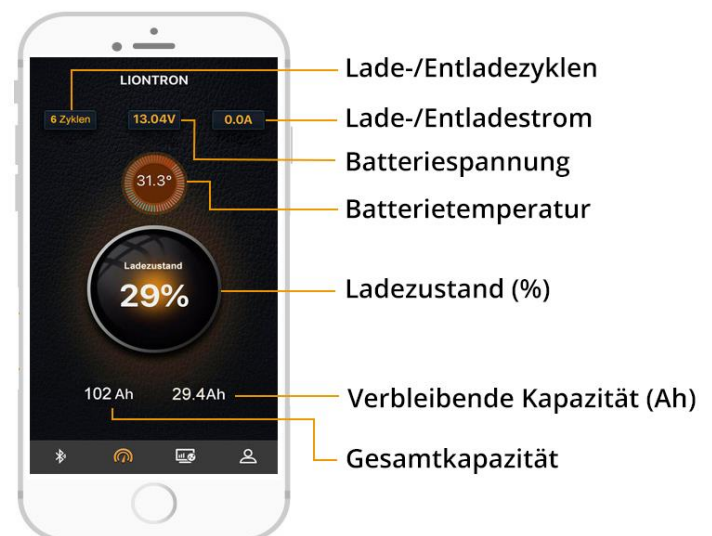 LIONTRON
6 Zyklen
13.04V
0.0A
31.3°
Ladezustand
29%
102 Ah
29.4Ah
Lade-/Entladezyklen
Lade-/Entladestrom
Batteriespannung
Batterietemperatur
Ladezustand (%)
Verbleibende Kapazität (Ah)
Gesamtkapazität